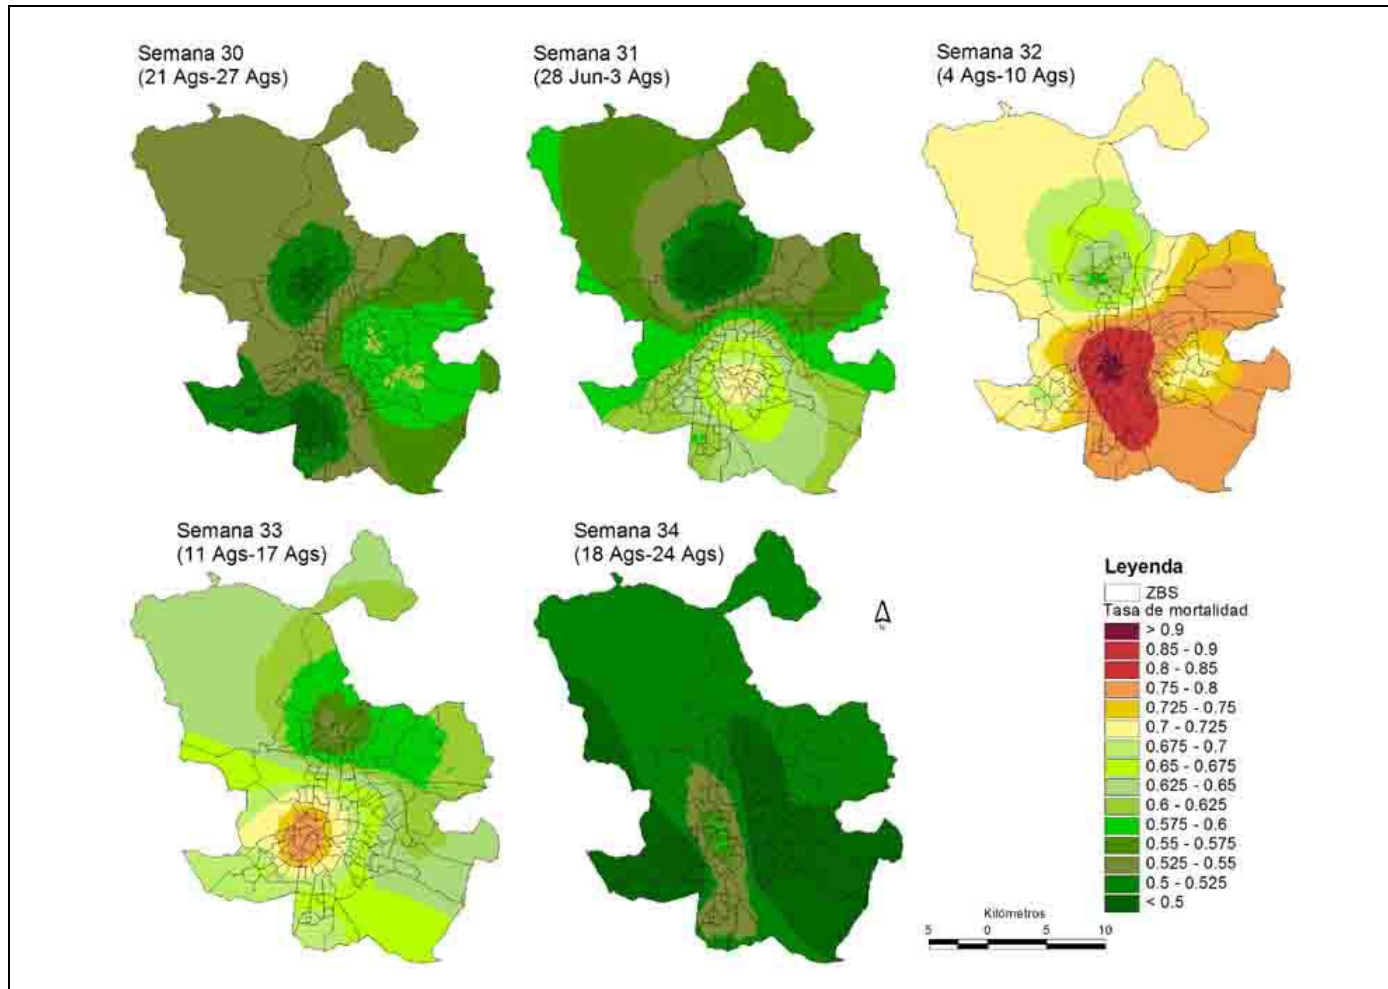 Semana 30
(21 Ags-27 Ags)
Semana 31
(28 Jun-3 Ags)
Semana 32
(4 Ags-10 Ags)
Semana 33
(11 Ags-17 Ags)
Semana 34
(18 Ags-24 Ags)
Leyenda
ZBS
Tasa de mortalidad
> 0.9
0.85 - 0.9
0.8 - 0.85
0.75 - 0.8
0.725 - 0.75
0.7 - 0.725
0.675 - 0.7
0.65 - 0.675
0.625 - 0.65
0.6 - 0.625
0.575 - 0.6
0.55 - 0.575
0.525 - 0.55
0.5 - 0.525
< 0.5
Kilómetros
5 0 5 10